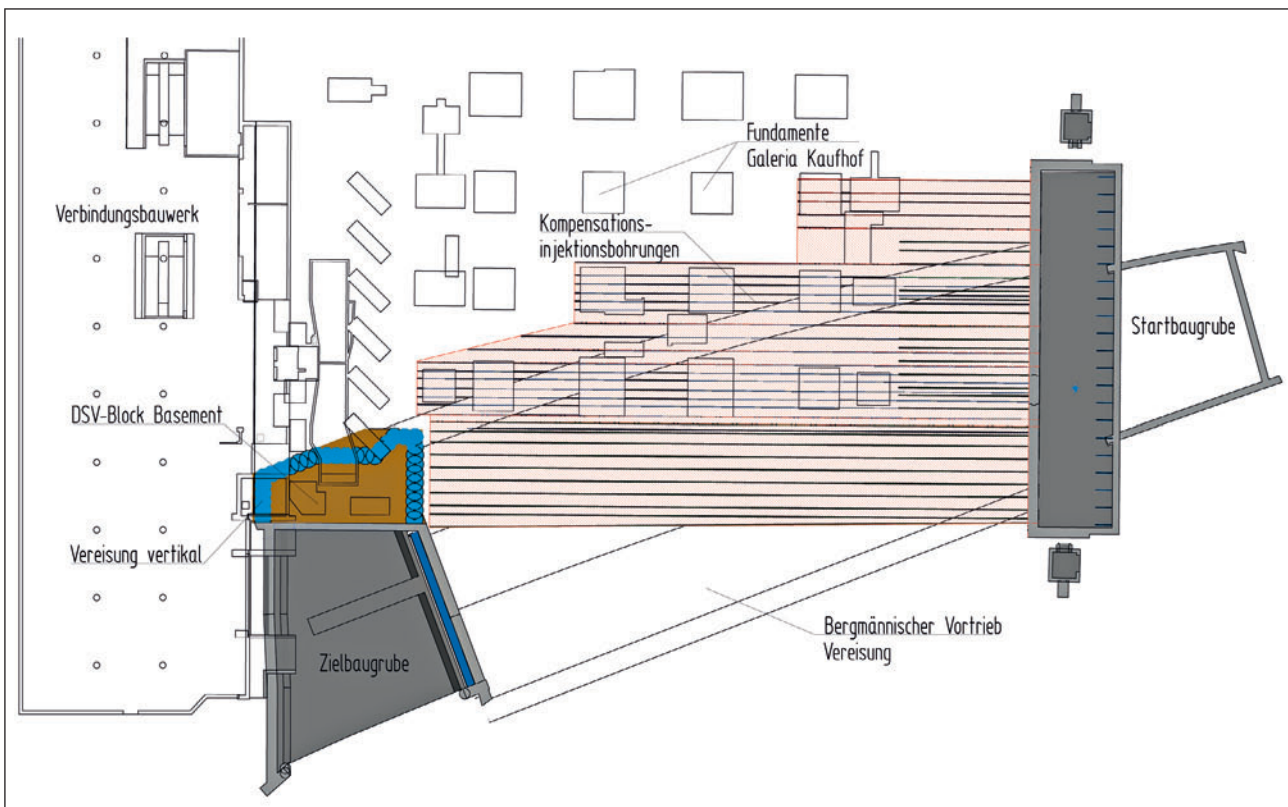 Fundamente
Galeria Kaufhof
Verbindungsbauwerk
Kompensations-
injektionsbohrungen
Startbaugrube
DSV-Block Basement
Vereisung vertikal
Bergmännischer Vortrieb
Vereisung
Zielbaugrube